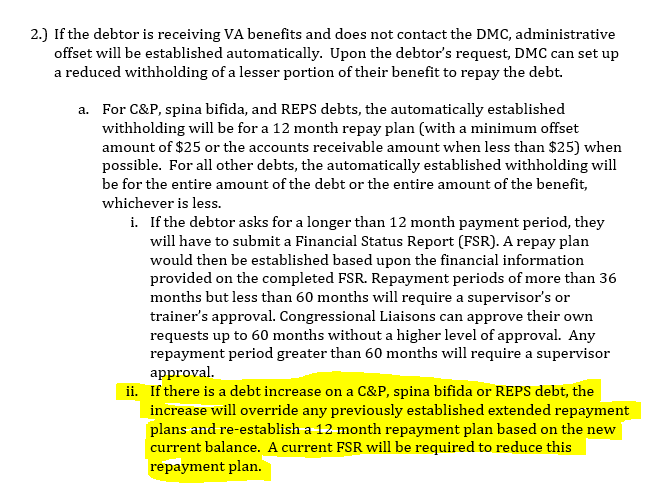 2.) If the debtor is receiving VA benefits and does not contact the DMC, administrative
offset will be established automatically.  Upon the debtor's request, DMC can set up
a reduced withholding of a lesser portion of their benefit to repay the debt.
a. For C&P, spina bifida, and REPS debts, the automatically established
withholding will be for a 12 month repay plan (with a minimum offset
amount of $25 or the accounts receivable amount when less than $25) when
possible.  For all other debts, the automatically established withholding will
be for the entire amount of the debt or the entire amount of the benefit,
whichever is less.
i. If the debtor asks for a longer than 12 month payment period, they
will have to submit a Financial Status Report (FSR). A repay plan
would then be established based upon the financial information
provided on the completed FSR. Repayment periods of more than 36
months but less than 60 months will require a supervisor's or
trainer's approval. Congressional Liaisons can approve their own
requests up to 60 months without a higher level of approval.  Any
repayment period greater than 60 months will require a supervisor
approval.
ii. If there is a debt increase on a C&P, spina bifida or REPS debt, the
increase will override any previously established extended repayment
plans and re-establish a 12 month repayment plan based on the new
current balance.  A current FSR will be required to reduce this
repayment plan.